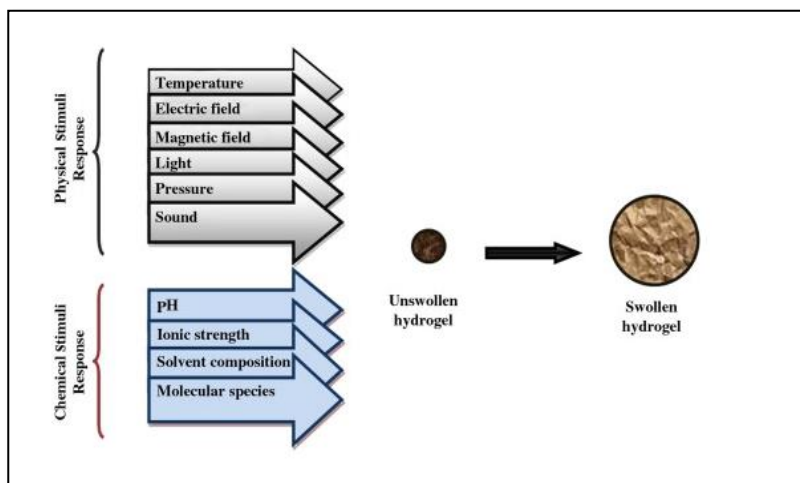 Physical Stimuli
Response
Temperature
Electric field
Magnetic field
Light
Pressure
Sound
Chemical Stimuli
Response
PH
Ionic strength
Solvent composition
Molecular species
Unswollen
hydrogel
Swollen
hydrogel